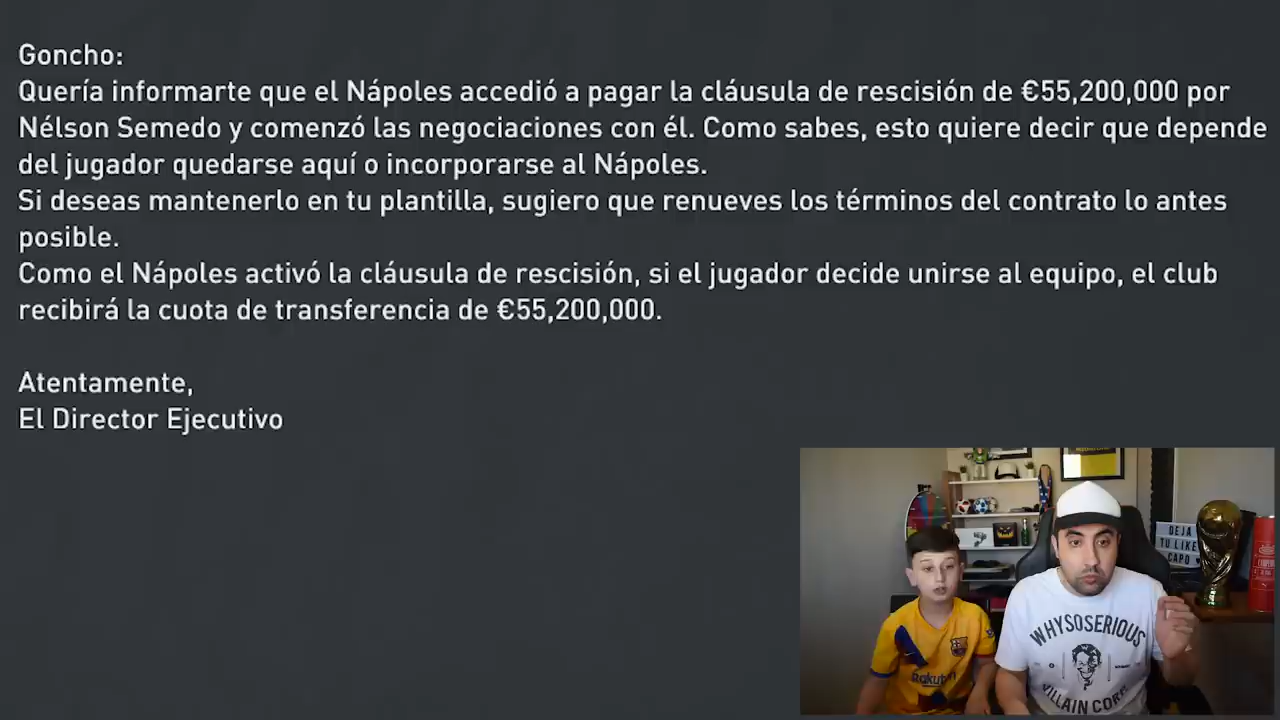 Goncho:
Quería informarte que el Nápoles accedió a pagar la cláusula de rescisión de €55,200,000 por
Nélson Semedo y comenzó las negociaciones con él. Como sabes, esto quiere decir que depende
del jugador quedarse aquí o incorporarse al Nápoles.
Si deseas mantenerlo en tu plantilla, sugiero que renueves los términos del contrato lo antes
posible.
Como el Nápoles activó la cláusula de rescisión, si el jugador decide unirse al equipo, el club
recibirá la cuota de transferencia de €55,200,000.
Atentamente,
El Director Ejecutivo
DEJA
TU LIKE
CAPO
WHYSOSERIOUS
VILLAIN CORP
Rakuten